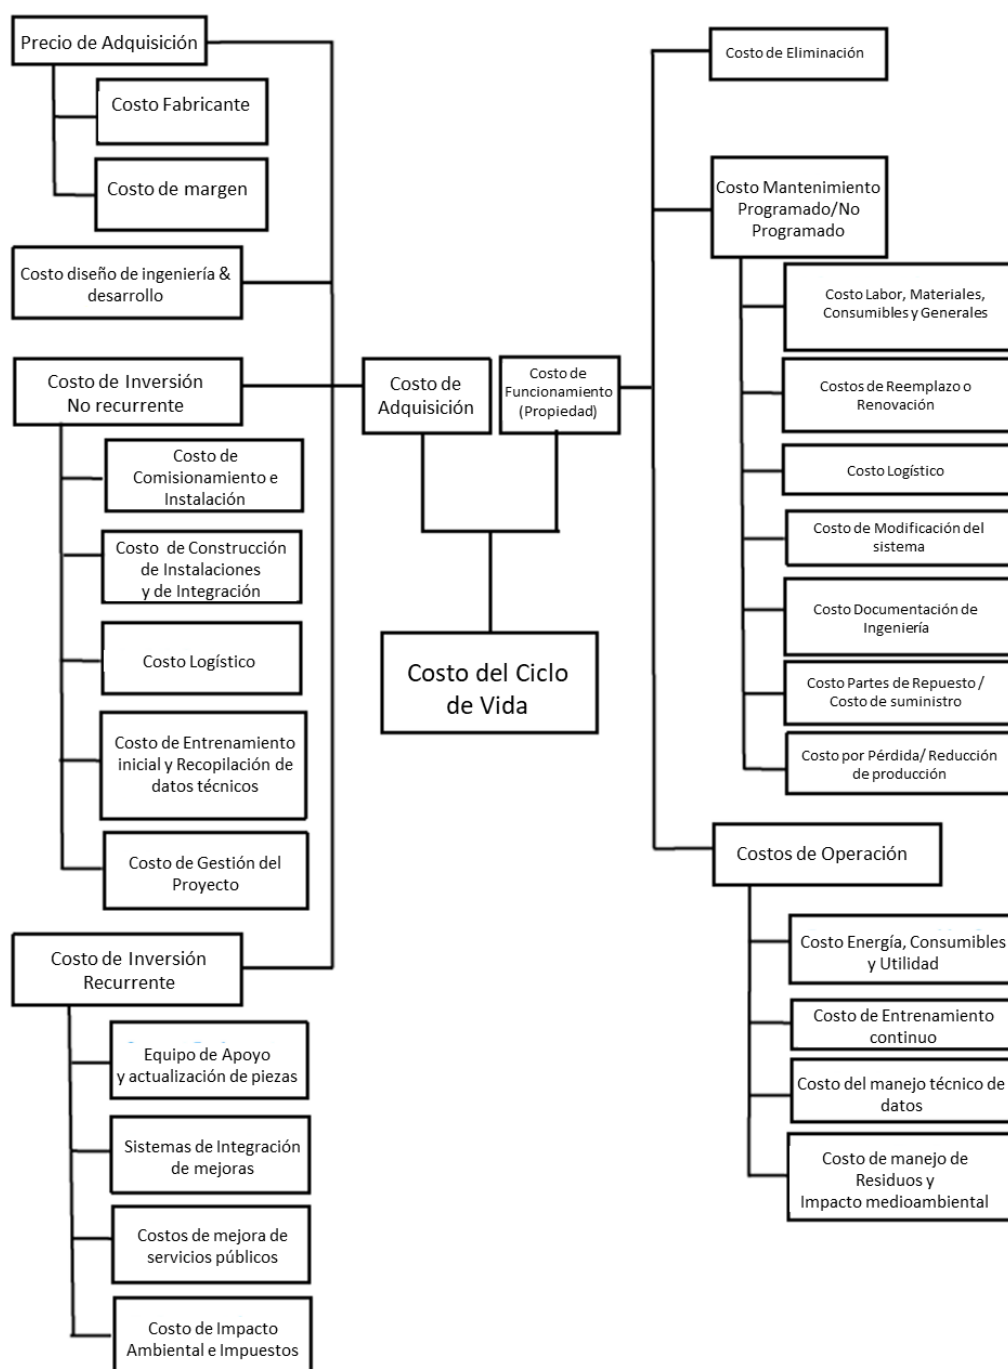 Precio de Adquisición
Costo Fabricante
Costo de margen
Costo diseño de ingeniería &
desarrollo
Costo de Inversión
No recurrente
Costo de
Comisionamiento e
Instalación
Costo de Construcción
de Instalaciones
y de Integración
Costo Logístico
Costo de Entrenamiento
inicial y Recopilación de
datos técnicos
Costo de Gestión del
Proyecto
Costo de Inversión
Recurrente
Equipo de Apoyo
y actualización de piezas
Sistemas de Integración
de mejoras
Costos de mejora de
servicios públicos
Costo de Impacto
Ambiental e Impuestos
Costo de
Adquisición
Costo de
Funcionamiento
(Propiedad)
Costo del Ciclo
de Vida
Costo de Eliminación
Costo Mantenimiento
Programado/No
Programado
Costo Labor, Materiales,
Consumibles y Generales
Costos de Reemplazo o
Renovación
Costo Logístico
Costo de Modificación del
sistema
Costo Documentación de
Ingeniería
Costo Partes de Repuesto /
Costo de suministro
Costo por Pérdida/ Reducción
de producción
Costos de Operación
Costo Energía, Consumibles
y Utilidad
Costo de Entrenamiento
continuo
Costo del manejo técnico de
datos
Costo de manejo de
Residuos y
Impacto medioambiental